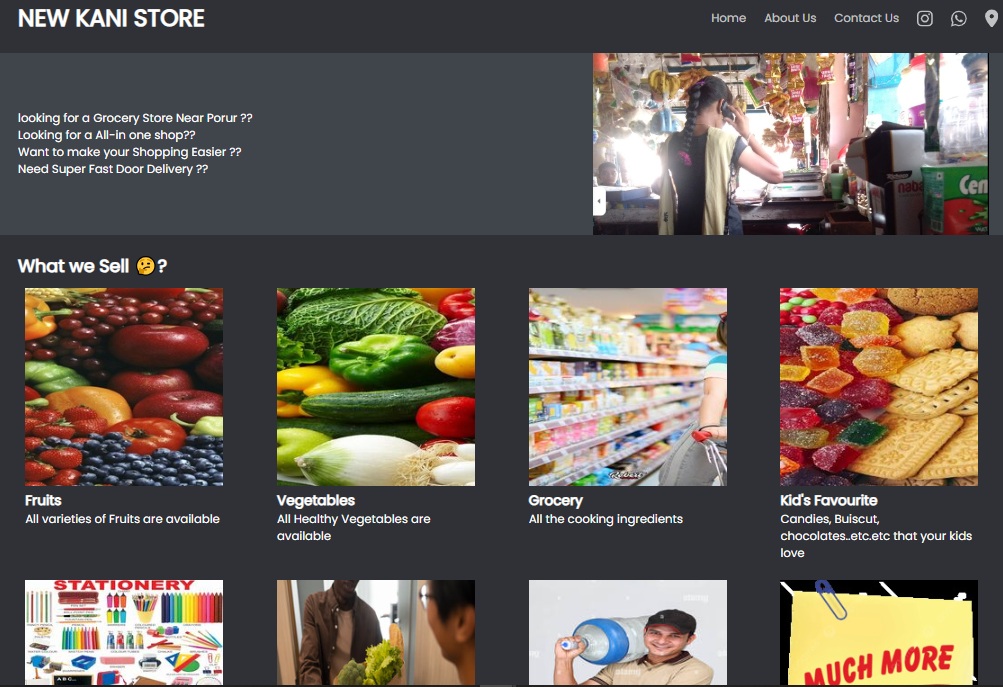 NEW KANI STORE
Home About Us Contact Us
looking for a Grocery Store Near Porur ??
Looking for a All-in one shop??
Want to make your Shopping Easier ??
Need Super Fast Door Delivery ??
Cen
What we Sell 🤔?
Fruits
All varieties of Fruits are available
Vegetables
All Healthy Vegetables are
available
Grocery
All the cooking ingredients
Kid's Favourite
Candies, Buiscut,
chocolates..etc.etc that your kids
love
STATIONERY
ABC...
MUCH MORE